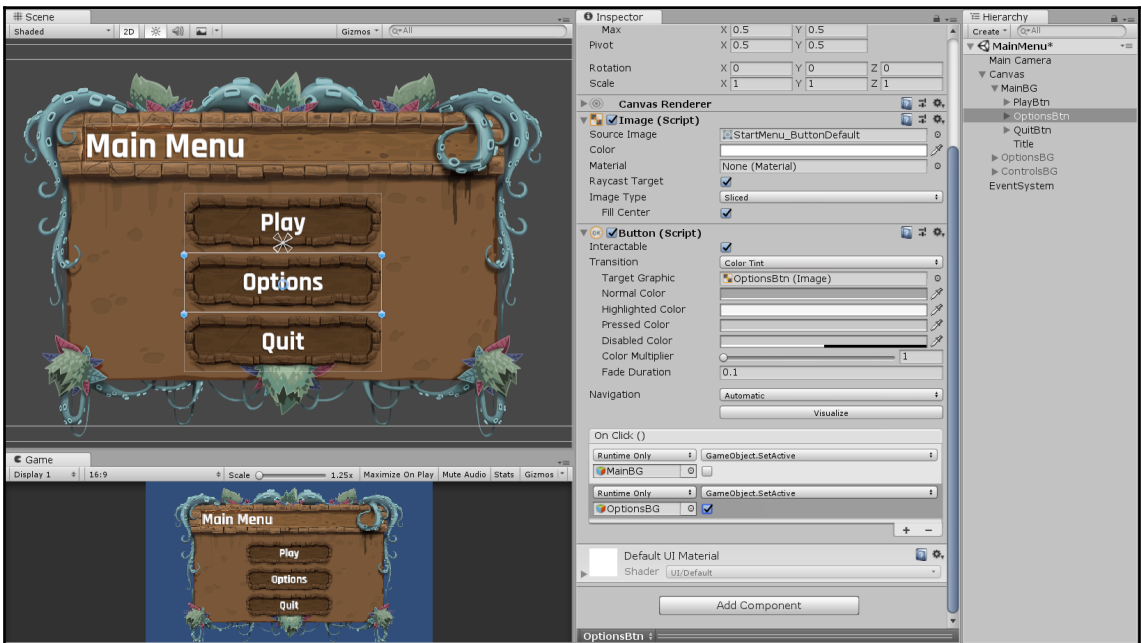 Scene
Shaded 2D Gizmos All
Main Menu
Play
Options
Quit
Game
Display 1 16:9 Scale 1.25x Maximize On Play Mute Audio Stats Gizmos
Main Menu
Play
Options
Quit
Inspector
Max X 0.5 Y 0.5
Pivot X 0.5 Y 0.5
Rotation X 0 Y 0 Z 0
Scale X 1 Y 1 Z 1
Canvas Renderer
Image (Script)
Source Image StartMenu_ButtonDefault
Color
Material None (Material)
Raycast Target
Image Type Sliced
Fill Center
OK Button (Script)
Interactable
Transition Color Tint
Target Graphic OptionsBtn (Image)
Normal Color
Highlighted Color
Pressed Color
Disabled Color
Color Multiplier 1
Fade Duration 0.1
Navigation Automatic
Visualize
On Click ()
Runtime Only GameObject.SetActive
MainBG
Runtime Only GameObject.SetActive
OptionsBG
+ −
Default UI Material
Shader UI/Default
Add Component
OptionsBtn
Hierarchy
Create All
MainMenu*
Main Camera
Canvas
MainBG
PlayBtn
OptionsBtn
QuitBtn
Title
OptionsBG
ControlsBG
EventSystem